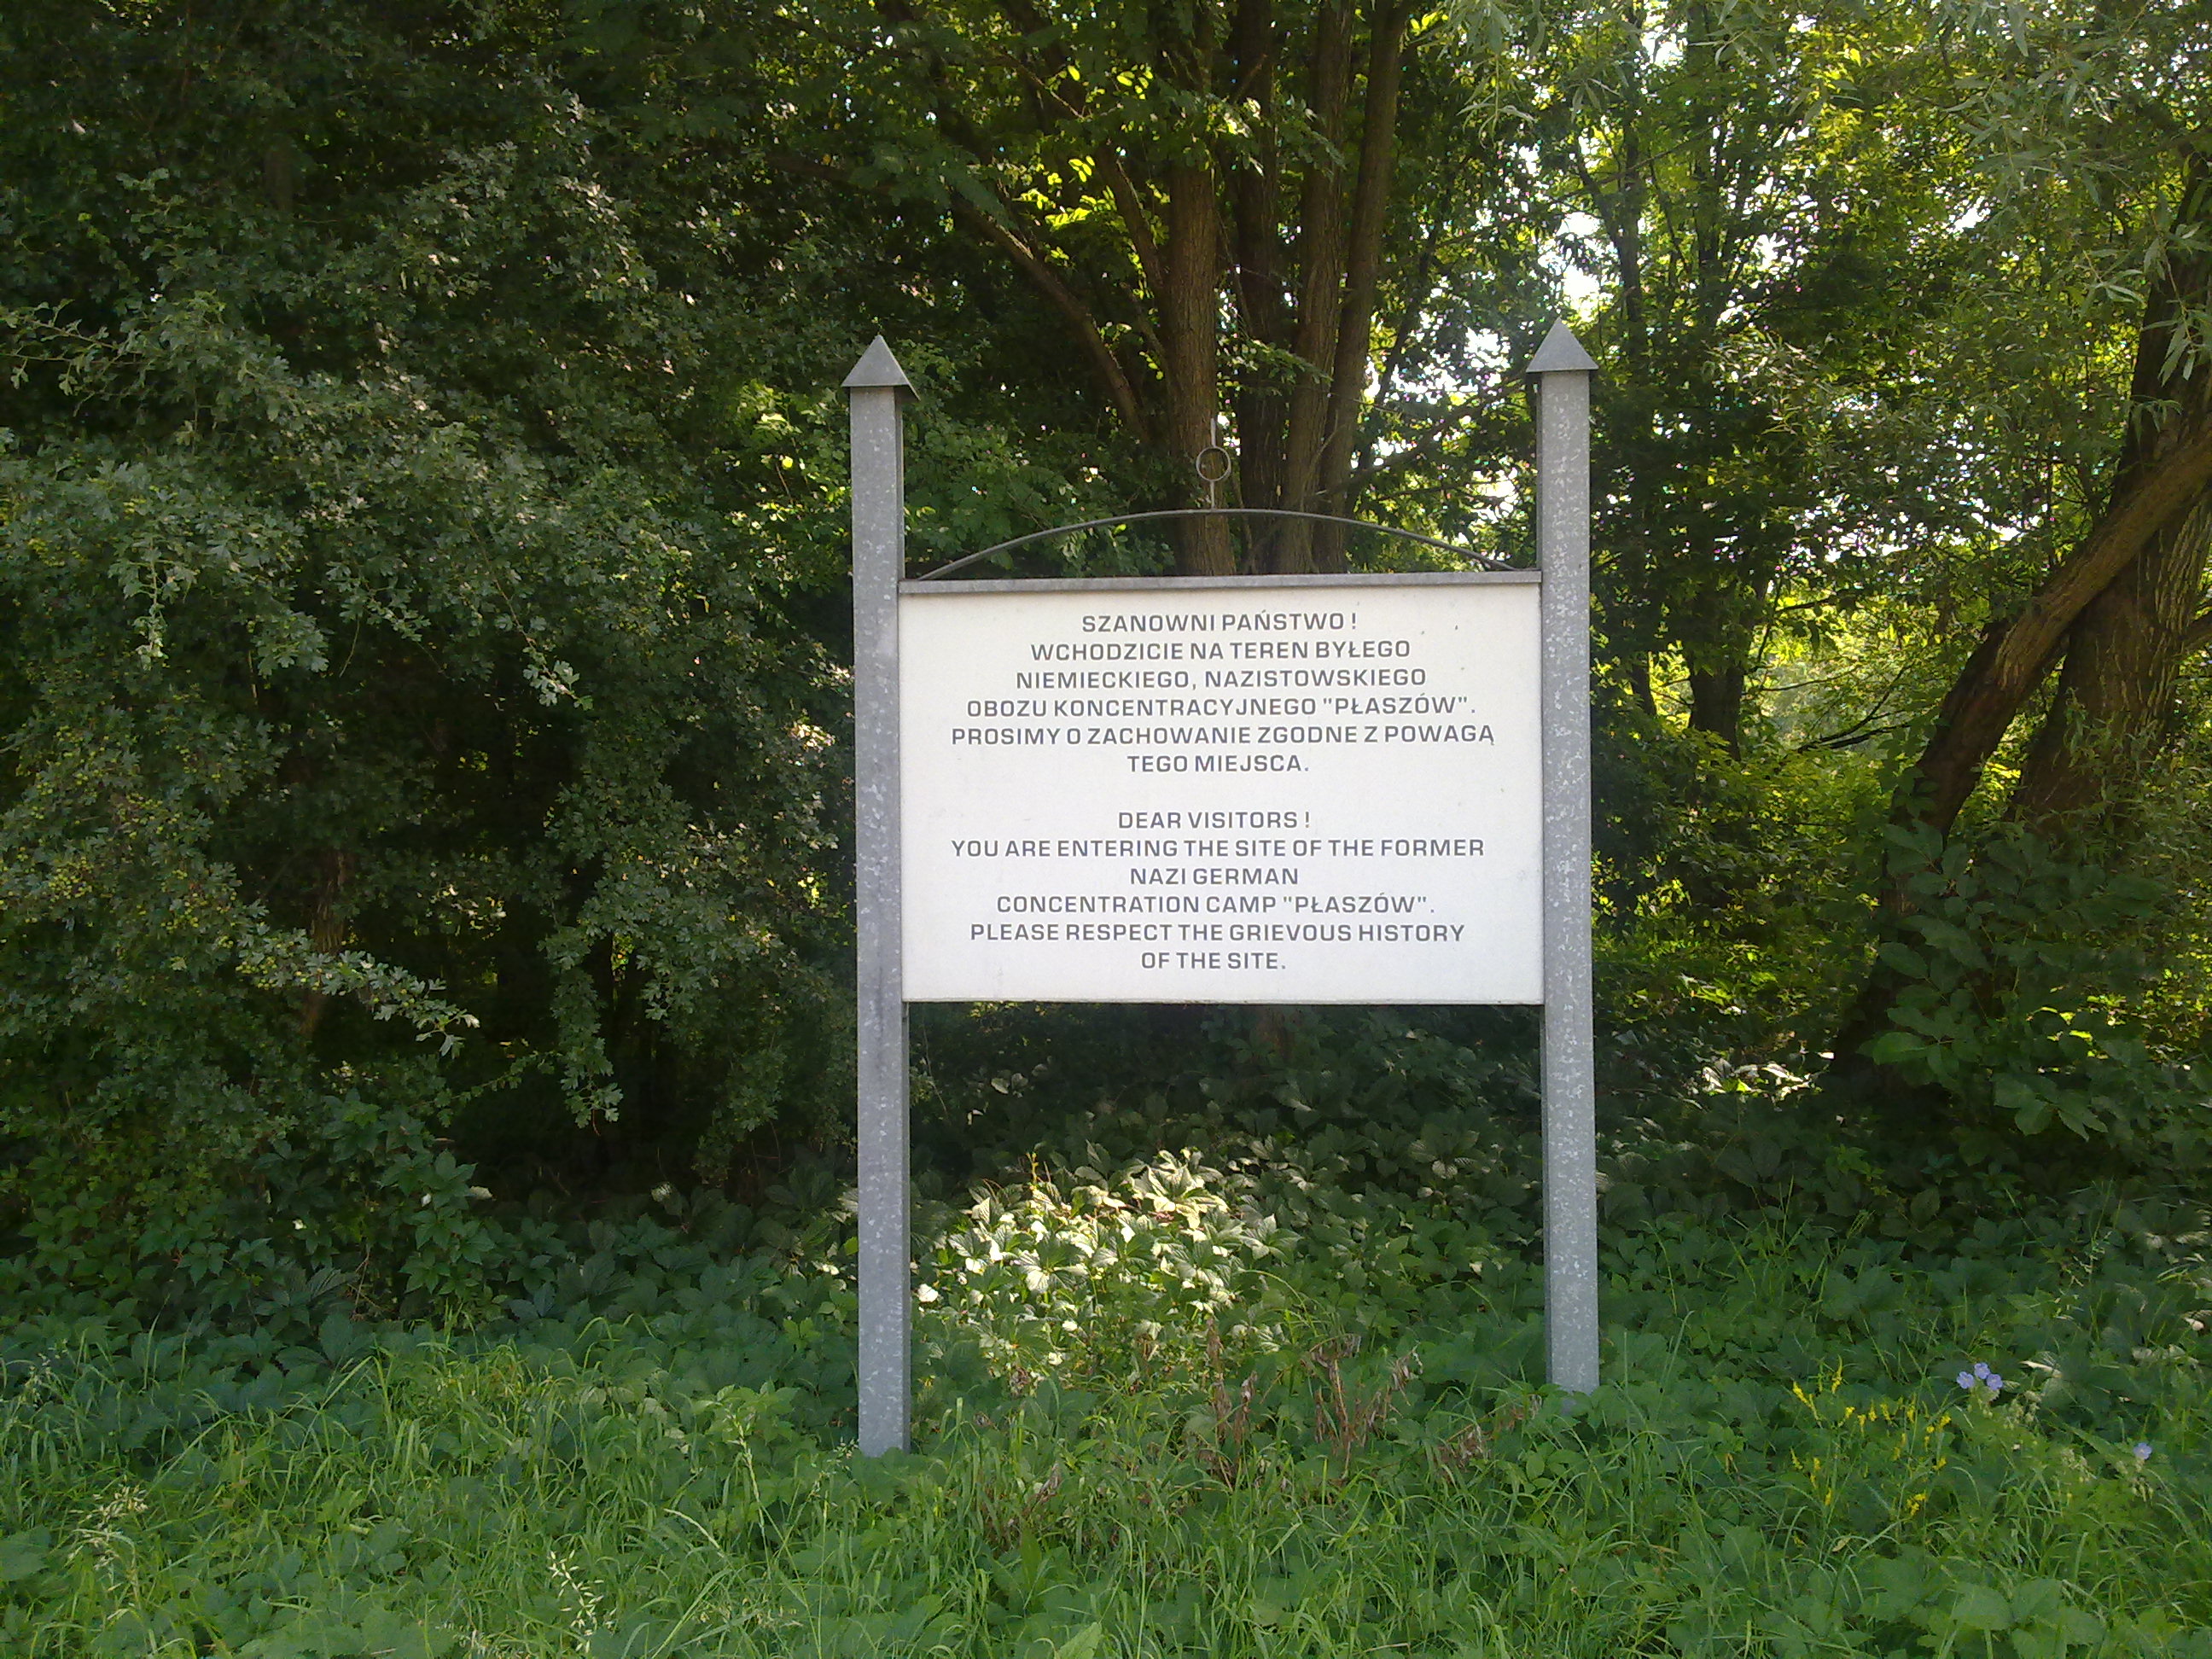 SZANOWNI PAŃSTWO !
WCHODZICIE NA TEREN BYŁEGO
NIEMIECKIEGO, NAZISTOWSKIEGO
OBOZU KONCENTRACYJNEGO "PŁASZÓW".
PROSIMY O ZACHOWANIE ZGODNE Z POWAGĄ
TEGO MIEJSCA.
DEAR VISITORS !
YOU ARE ENTERING THE SITE OF THE FORMER
NAZI GERMAN
CONCENTRATION CAMP "PŁASZÓW".
PLEASE RESPECT THE GRIEVOUS HISTORY
OF THE SITE.